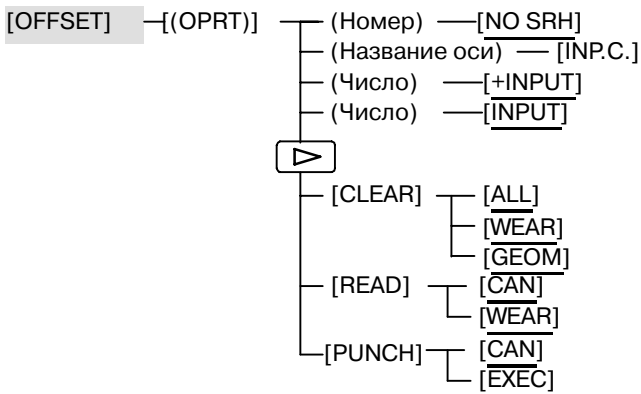 [OFFSET] [(OPRT)] (Номер) [NO SRH]
(Название оси) [INP.C.]
(Число) [+INPUT]
(Число) [INPUT]
[CLEAR] [ALL]
[WEAR]
[GEOM]
[READ] [CAN]
[WEAR]
[PUNCH] [CAN]
[EXEC]